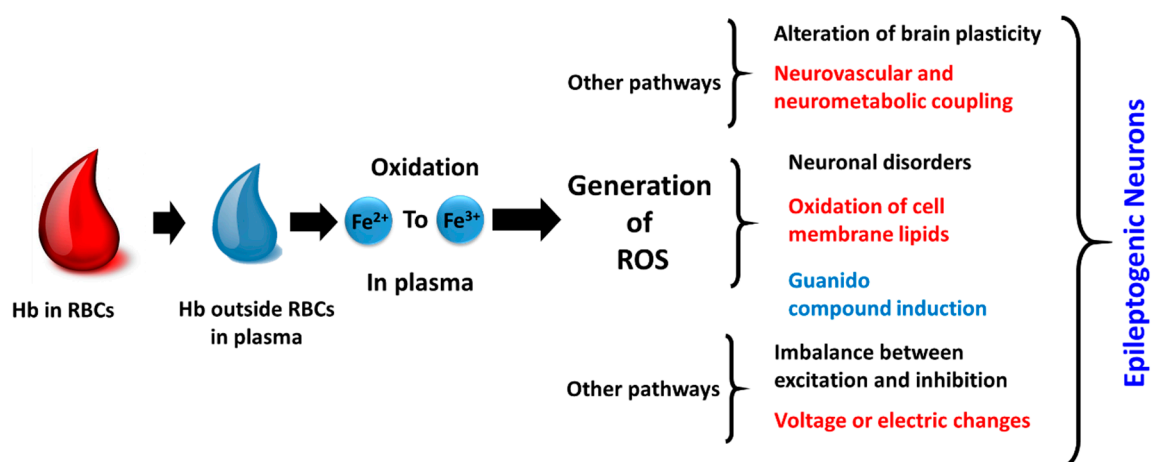 Hb in RBCs
Hb outside RBCs
in plasma
Oxidation
Fe2+ To Fe3+
In plasma
Generation
of
ROS
Other pathways
Alteration of brain plasticity
Neurovascular and
neurometabolic coupling
Neuronal disorders
Oxidation of cell
membrane lipids
Guanido
compound induction
Other pathways
Imbalance between
excitation and inhibition
Voltage or electric changes
Epileptogenic Neurons